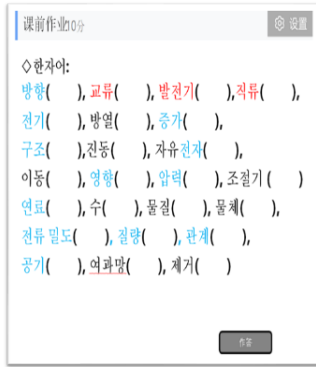 课前作业10分
设置
◇한자어:
방향(      ), 교류(      ), 발전기(      ),직류(      ),
전기(      ), 방열(      ), 증가(      ),
구조(      ),진동(      ), 자유전자(      ),
이동(      ), 영향(      ), 압력(      ), 조절기 (      )
연료(      ), 수(      ), 물질(      ), 물체(      ),
전류 밀도(      ), 질량(      ), 관계(      ),
공기(      ), 여과망(      ), 제거(      )
作答